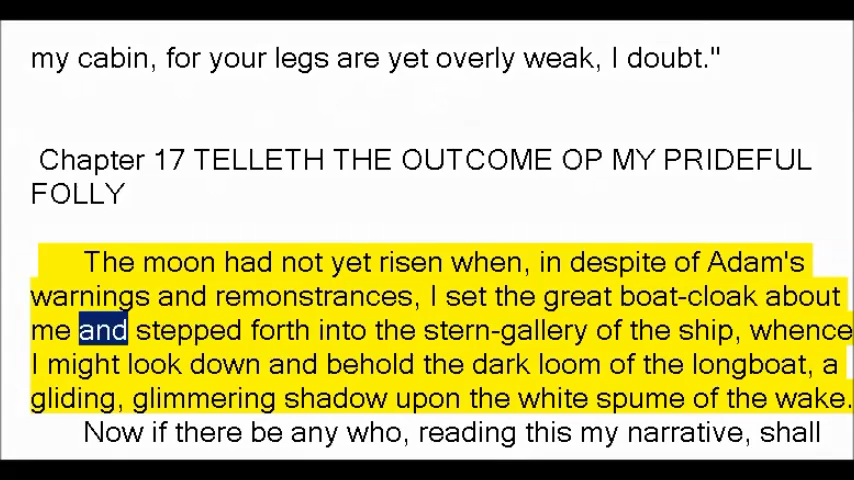 my cabin, for your legs are yet overly weak, I doubt."
Chapter 17 TELLETH THE OUTCOME OP MY PRIDEFUL
FOLLY
The moon had not yet risen when, in despite of Adam's
warnings and remonstrances, I set the great boat-cloak about
me and stepped forth into the stern-gallery of the ship, whence
I might look down and behold the dark loom of the longboat, a
gliding, glimmering shadow upon the white spume of the wake.
Now if there be any who, reading this my narrative, shall